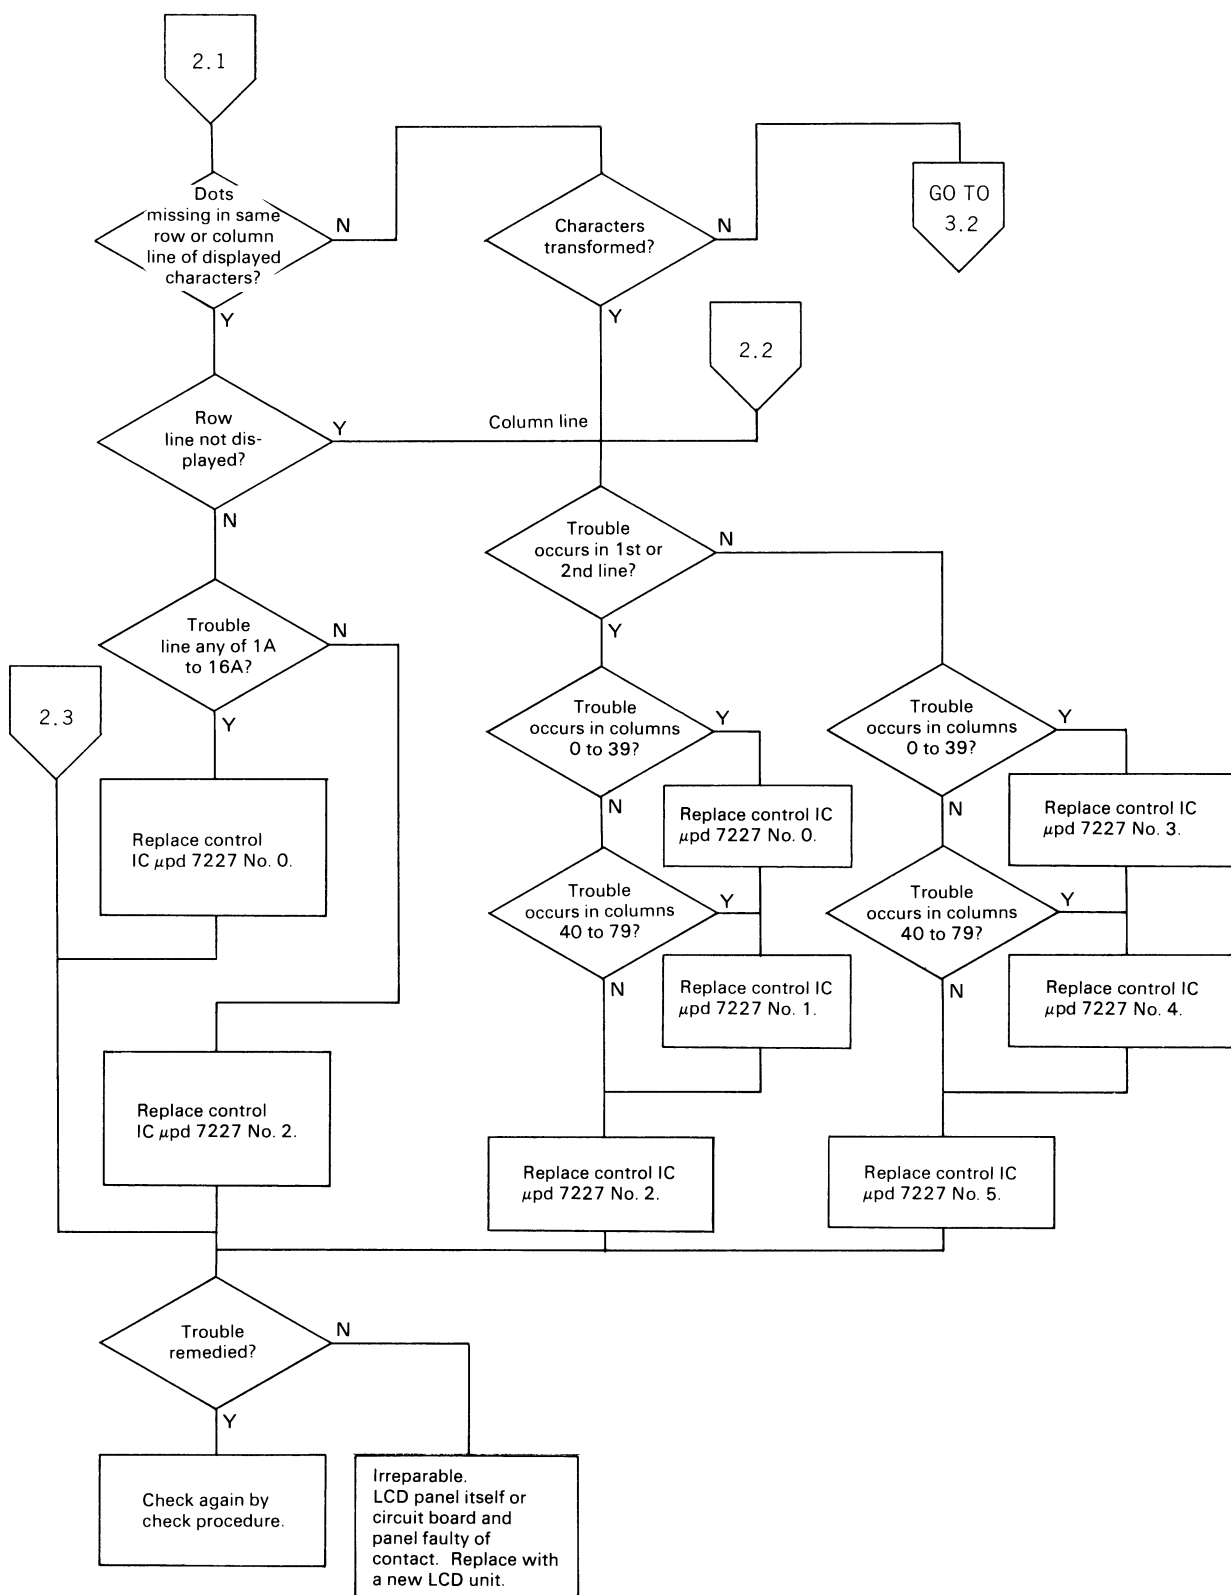 2.1
Dots
missing in same
row or column
line of displayed
characters?
N
Y
Characters
transformed?
N
Y
GO TO
3.2
2.2
Row
line not dis-
played?
Y
N
Column line
Trouble
occurs in 1st or
2nd line?
N
Y
Trouble
line any of 1A
to 16A?
N
Y
2.3
Trouble
occurs in columns
0 to 39?
Y
N
Trouble
occurs in columns
0 to 39?
Y
N
Replace control
IC μpd 7227 No. 0.
Replace control IC
μpd 7227 No. 0.
Replace control IC
μpd 7227 No. 3.
Trouble
occurs in columns
40 to 79?
Y
N
Trouble
occurs in columns
40 to 79?
Y
N
Replace control IC
μpd 7227 No. 1.
Replace control IC
μpd 7227 No. 4.
Replace control
IC μpd 7227 No. 2.
Replace control IC
μpd 7227 No. 2.
Replace control IC
μpd 7227 No. 5.
Trouble
remedied?
N
Y
Check again by
check procedure.
Irreparable.
LCD panel itself or
circuit board and
panel faulty of
contact. Replace with
a new LCD unit.